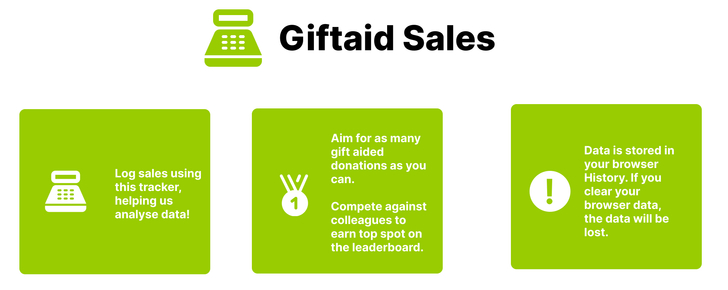 Giftaid Sales
Log sales using
this tracker,
helping us
analyse data!
1
Aim for as many
gift aided
donations as you
can.
Compete against
colleagues to
earn top spot on
the leaderboard.
!
Data is stored in
your browser
History. If you
clear your
browser data,
the data will be
lost.